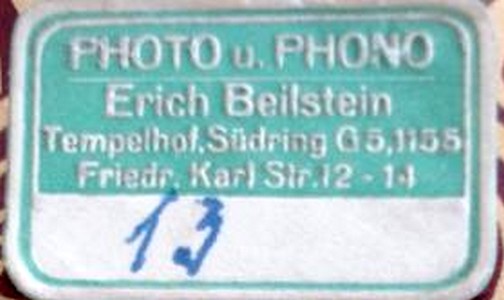 PHOTO u. PHONO
Erich Beilstein
Tempelhof, Südring G 5, 1155
Friedr. Karl Str. 12 - 14
13